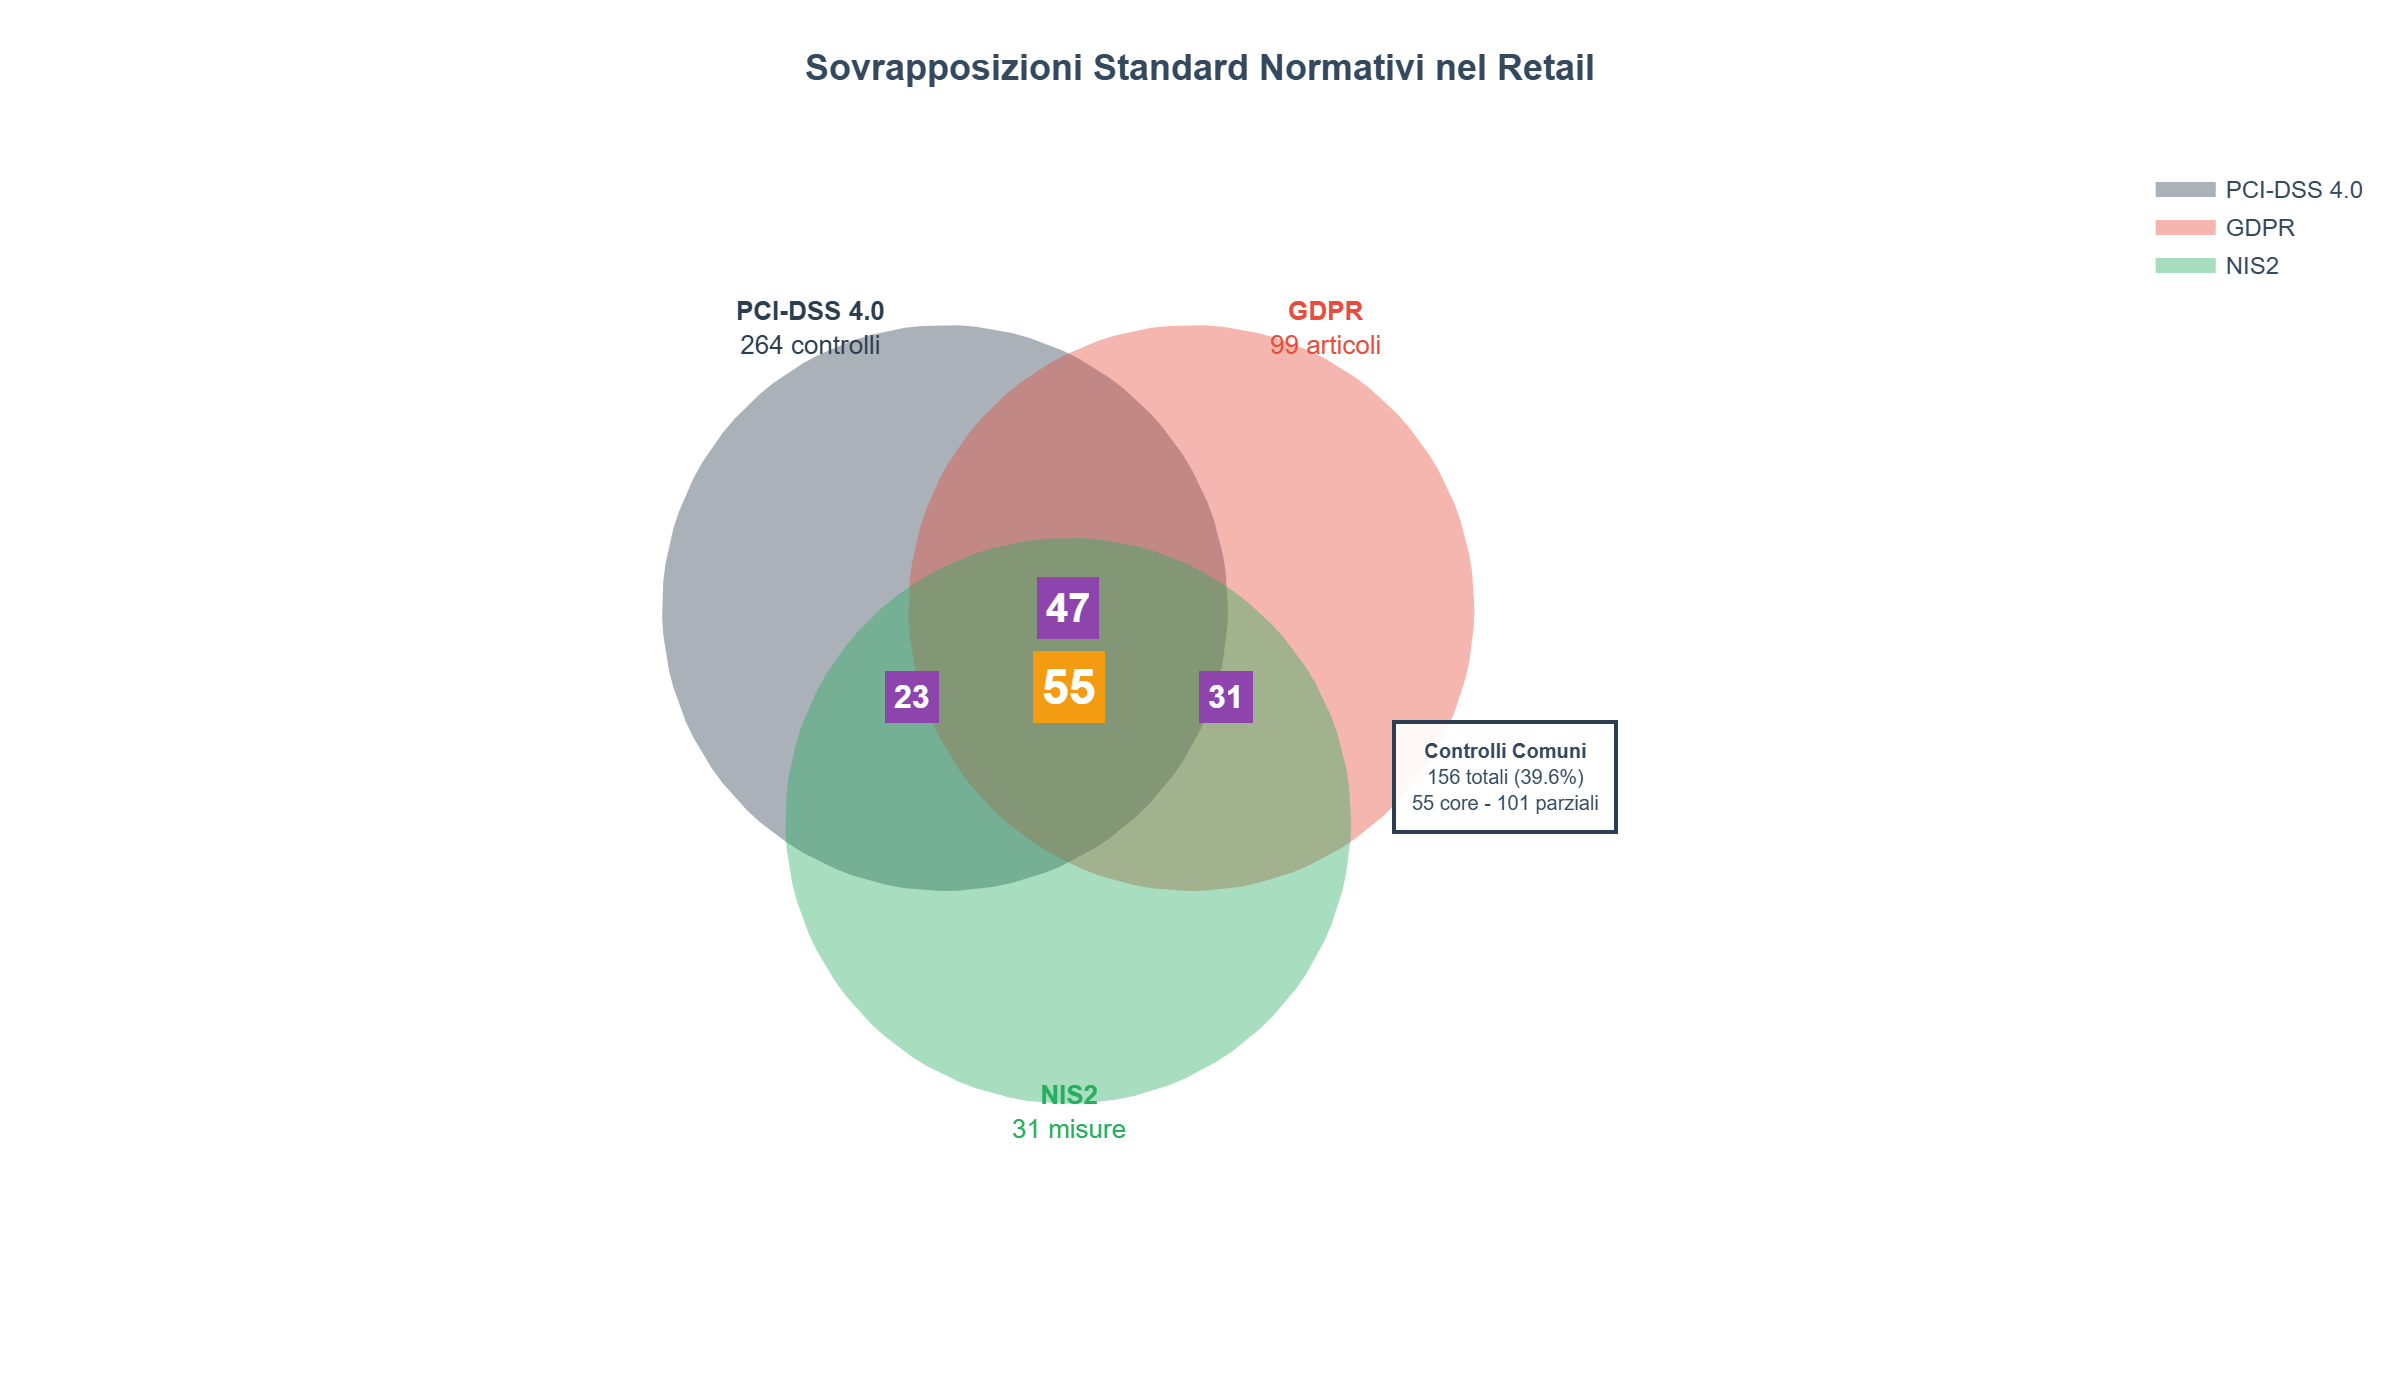 Sovrapposizioni Standard Normativi nel Retail
PCI-DSS 4.0
GDPR
NIS2
PCI-DSS 4.0
264 controlli
GDPR
99 articoli
47
55
23
31
Controlli Comuni
156 totali (39.6%)
55 core - 101 parziali
NIS2
31 misure